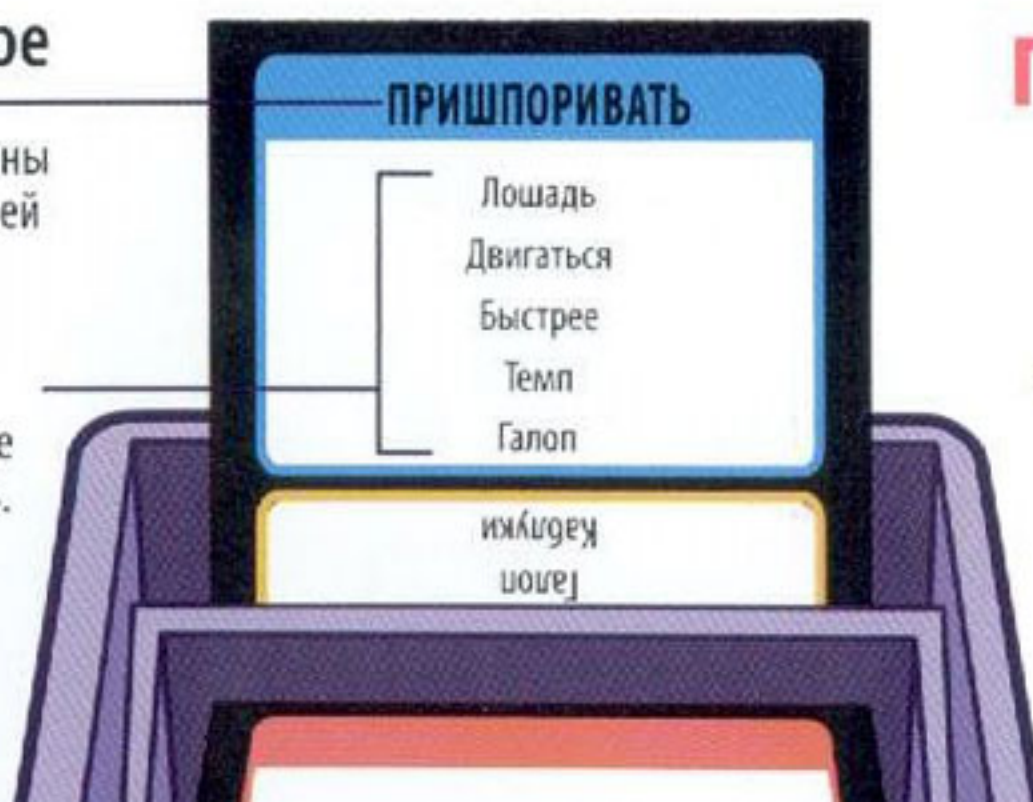 ре
ПРИШПОРИВАТЬ
ны
ей
Лошадь
Двигаться
Быстрее
Темп
Галоп
е
Каблуки
Галоп